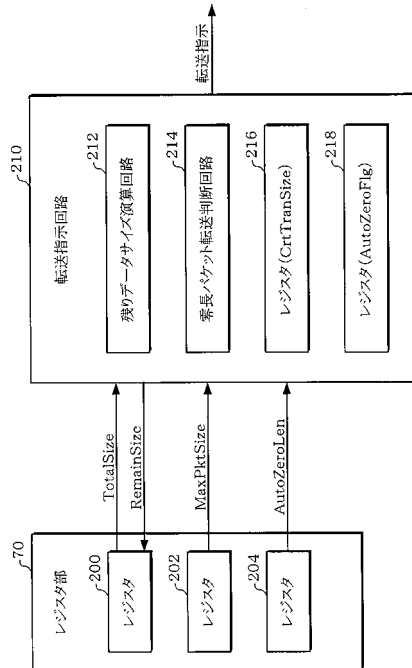 70
レジスタ部
200
レジスタ
202
レジスタ
204
レジスタ
TotalSize
RemainSize
MaxPktSize
AutoZeroLen
210
転送指示回路
212
残りデータサイズ演算回路
214
零長パケット転送判断回路
216
レジスタ(CrtTranSize)
218
レジスタ(AutoZeroFlg)
転送指示